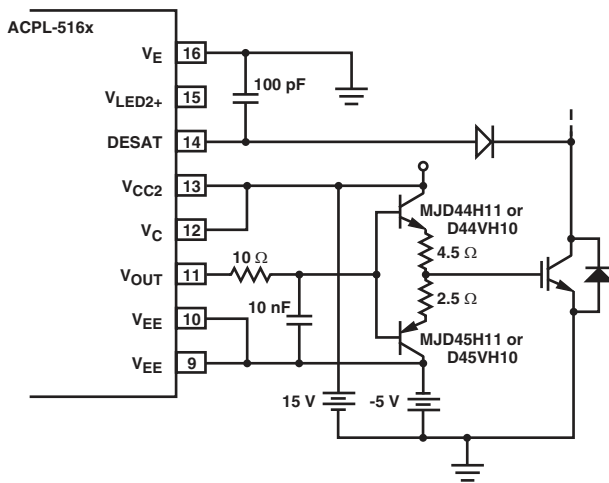 ACPL-516x
VE 16
VLED2+ 15
100 pF
DESAT 14
VCC2 13
MJD44H11 or
D44VH10
VC 12
4.5 Ω
10 Ω
VOUT 11
2.5 Ω
10 nF
VEE 10
MJD45H11 or
D45VH10
VEE 9
15 V
-5 V